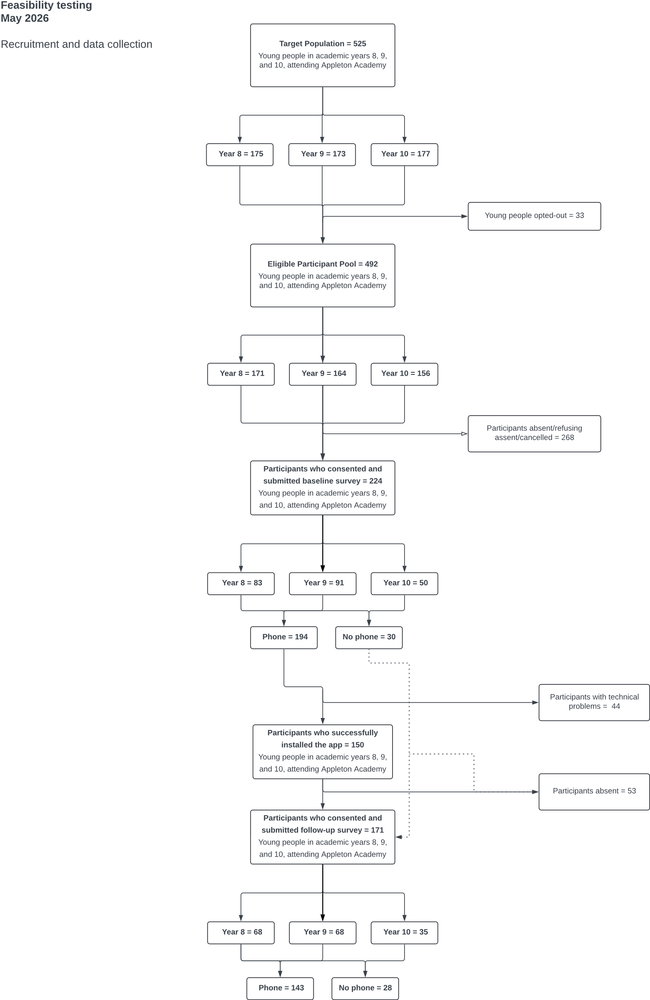 Feasibility testing
May 2026
Recruitment and data collection
Target Population = 525
Young people in academic years 8, 9,
and 10, attending Appleton Academy
Year 8 = 175
Year 9 = 173
Year 10 = 177
Young people opted-out = 33
Eligible Participant Pool = 492
Young people in academic years 8, 9,
and 10, attending Appleton Academy
Year 8 = 171
Year 9 = 164
Year 10 = 156
Participants absent/refusing
assent/cancelled = 268
Participants who consented and
submitted baseline survey = 224
Young people in academic years 8, 9,
and 10, attending Appleton Academy
Year 8 = 83
Year 9 = 91
Year 10 = 50
Phone = 194
No phone = 30
Participants with technical
problems =  44
Participants who successfully
installed the app = 150
Young people in academic years 8, 9,
and 10, attending Appleton Academy
Participants absent = 53
Participants who consented and
submitted follow-up survey = 171
Young people in academic years 8, 9,
and 10, attending Appleton Academy
Year 8 = 68
Year 9 = 68
Year 10 = 35
Phone = 143
No phone = 28